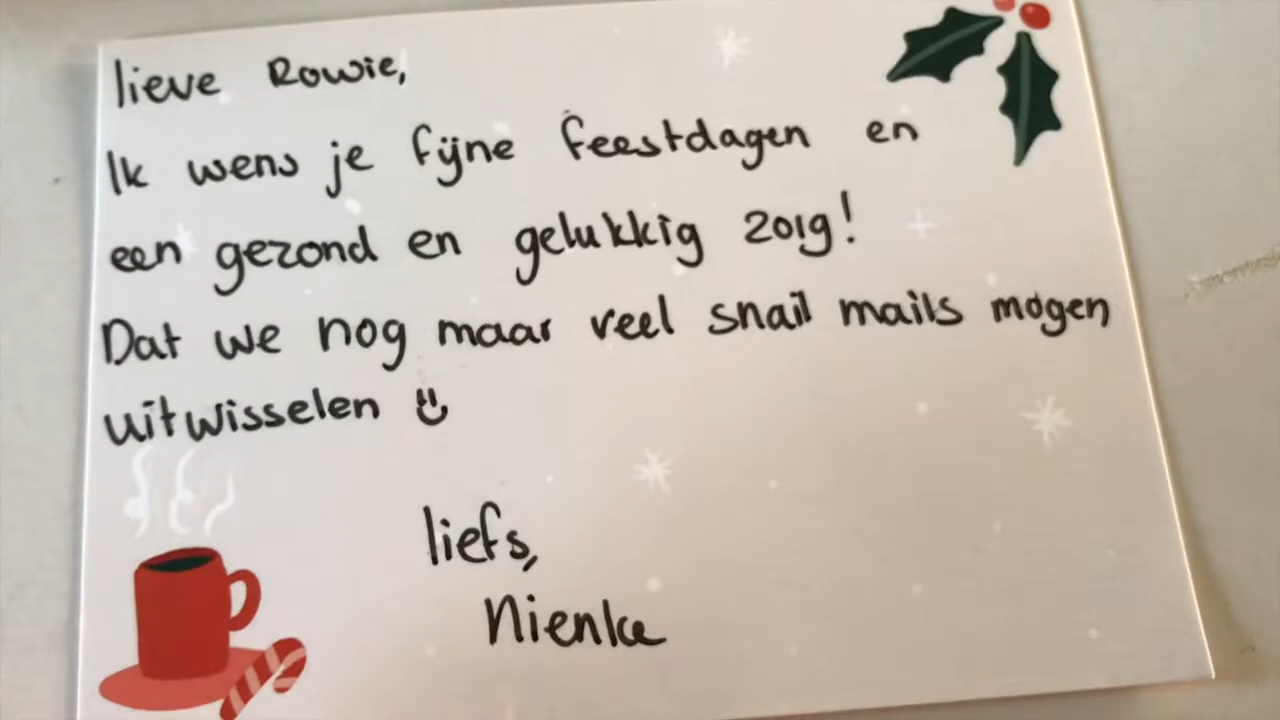 lieve Rowie,
Ik wens je fijne feestdagen en
een gezond en gelukkig 2019!
Dat we nog maar veel snail mails mogen
uitwisselen ☺
liefs,
Nienke